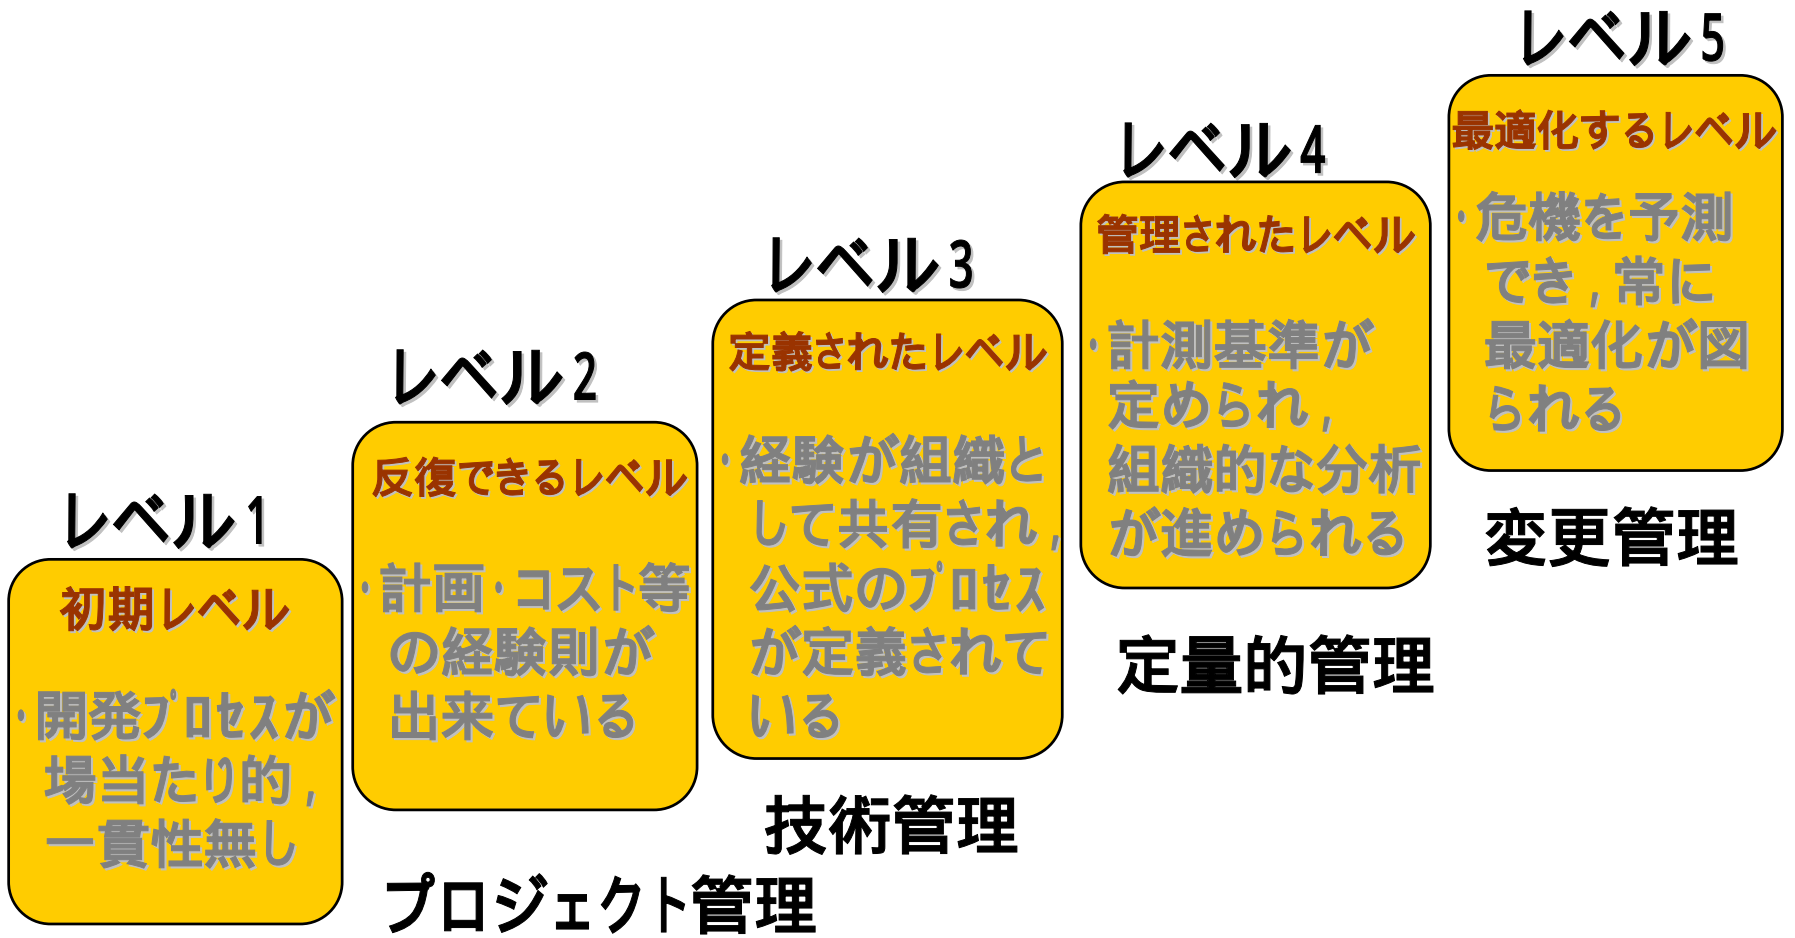 レベル1
初期レベル
・開発プロセスが
場当たり的，
一貫性無し
レベル2
反復できるレベル
・計画・コスト等
の経験則が
出来ている
プロジェクト管理
レベル3
定義されたレベル
・経験が組織と
して共有され，
公式のプロセス
が定義されて
いる
技術管理
レベル4
管理されたレベル
・計測基準が
定められ，
組織的な分析
が進められる
定量的管理
レベル5
最適化するレベル
・危機を予測
でき，常に
最適化が図
られる
変更管理